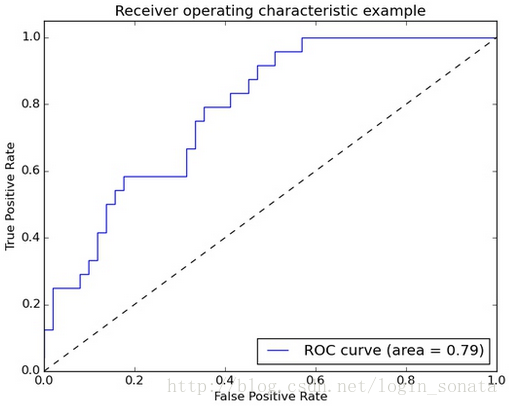 Receiver operating characteristic example
True Positive Rate
1.0
0.8
0.6
0.4
0.2
0.0
ROC curve (area = 0.79)
http://blog.csdn.net/login_sonata
0.0 0.2 0.4 0.6 0.8 1.0
False Positive Rate